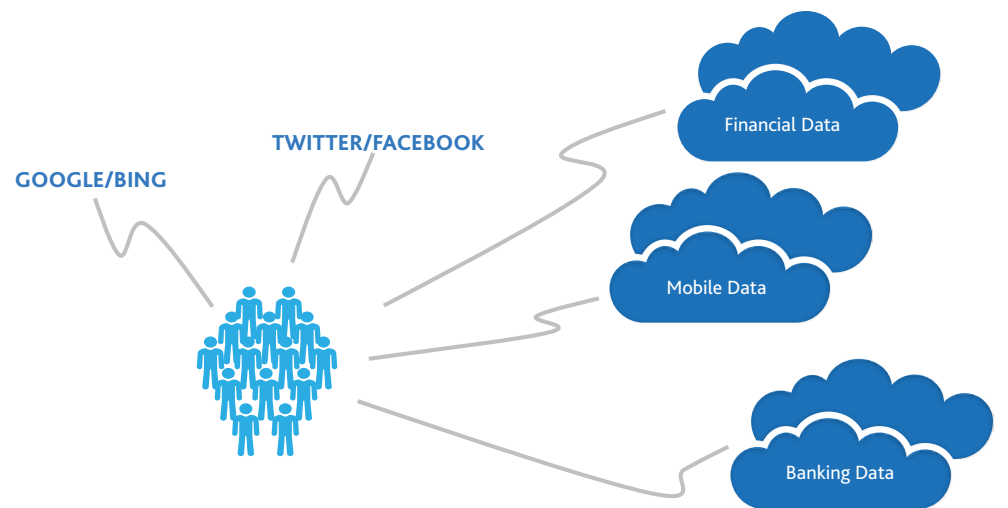 Financial Data
TWITTER/FACEBOOK
GOOGLE/BING
Mobile Data
Banking Data